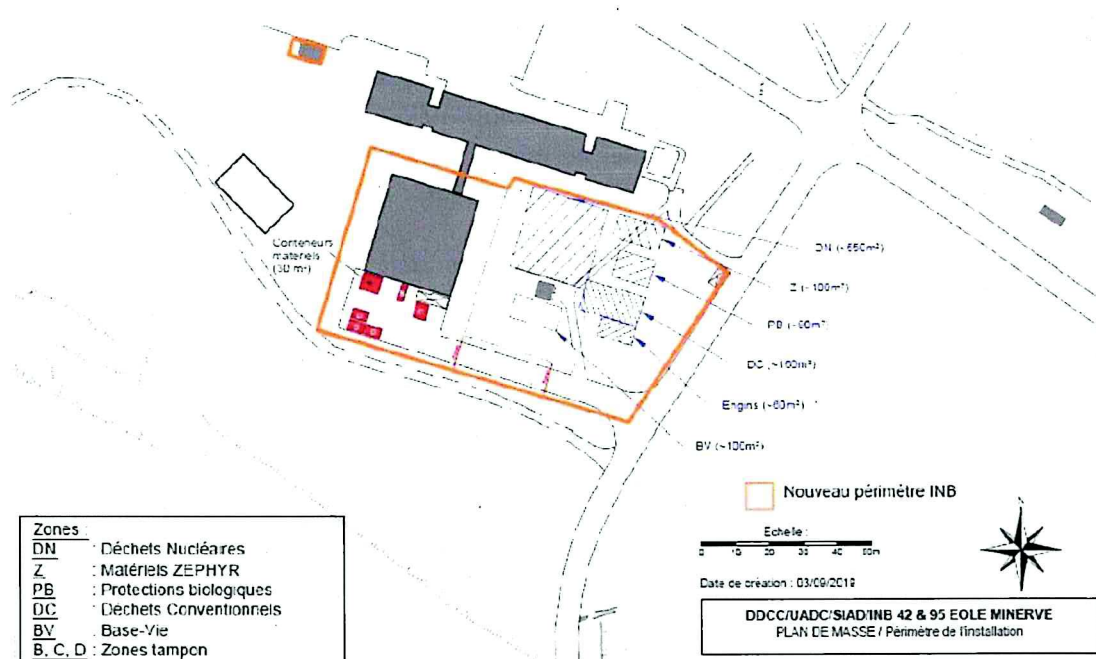 Conteneurs
matériels
(30 m²)
DN (~650m²)
Z (~100m²)
PB (~60m²)
DC (~100m²)
Engins (~60m²)
BV (~100m²)
Nouveau périmètre INB
Echelle :
0 10 20 30 40 50m
Date de création : 03/09/2019
DDCC/UADC/SIAD/INB 42 & 95 EOLE MINERVE
PLAN DE MASSE / Périmètre de l'installation
Zones :
DN : Déchets Nucléaires
Z : Matériels ZEPHYR
PB : Protections biologiques
DC : Déchets Conventionnels
BV : Base-Vie
B, C, D : Zones tampon